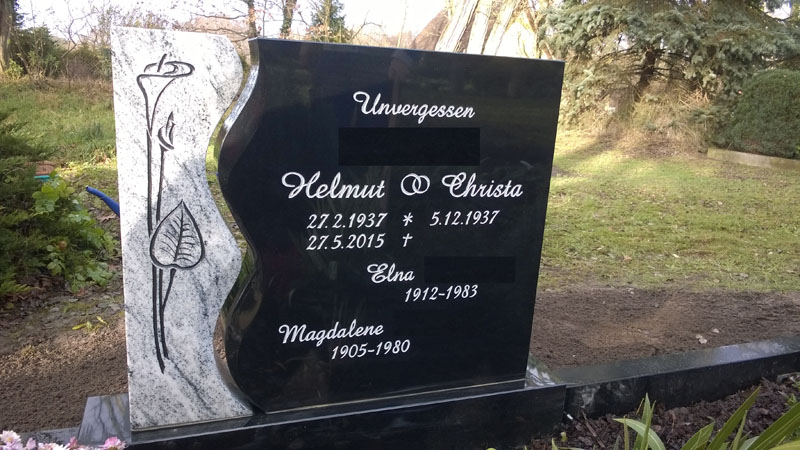 Unvergessen
Helmut ⚭ Christa
27.2.1937 * 5.12.1937
27.5.2015 †
Elna
1912-1983
Magdalene
1905-1980